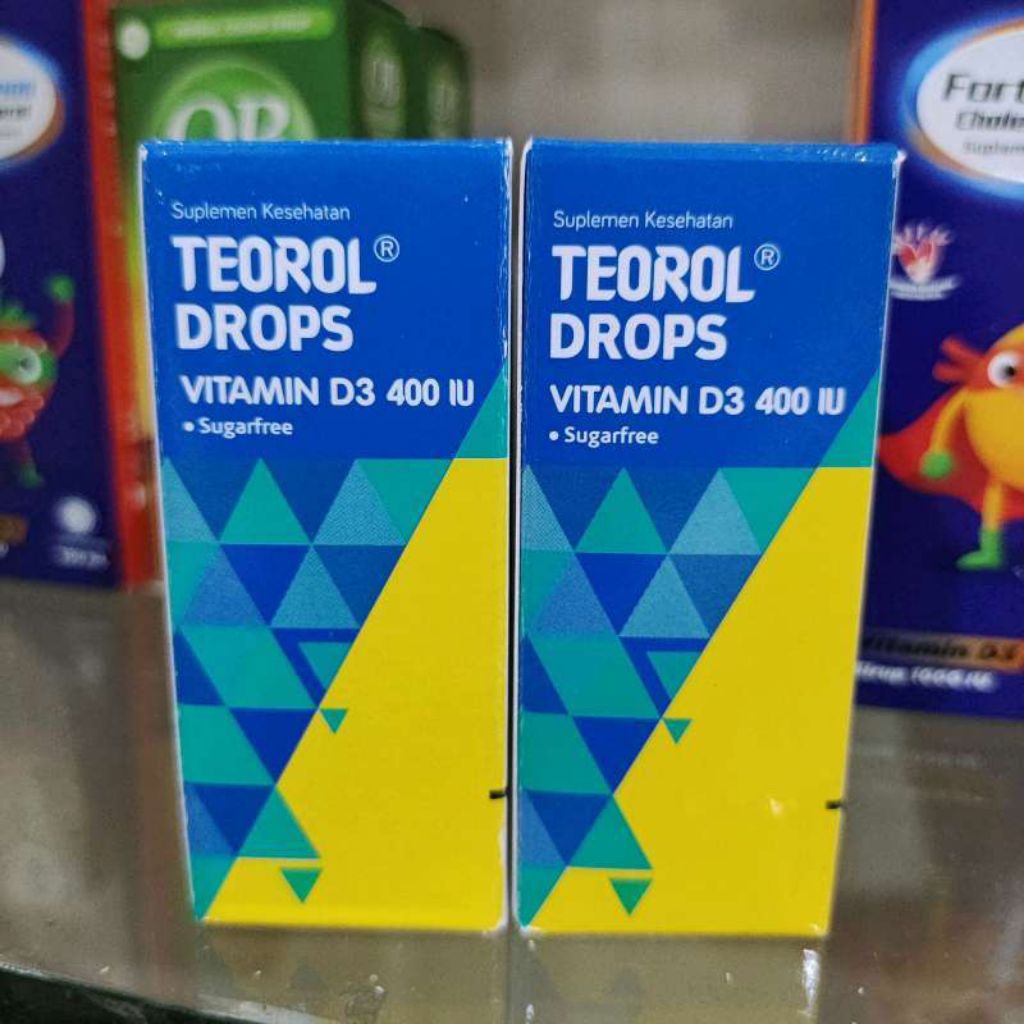 Suplemen Kesehatan
TEOROL®
DROPS
VITAMIN D3 400 IU
• Sugarfree
Suplemen Kesehatan
TEOROL®
DROPS
VITAMIN D3 400 IU
• Sugarfree